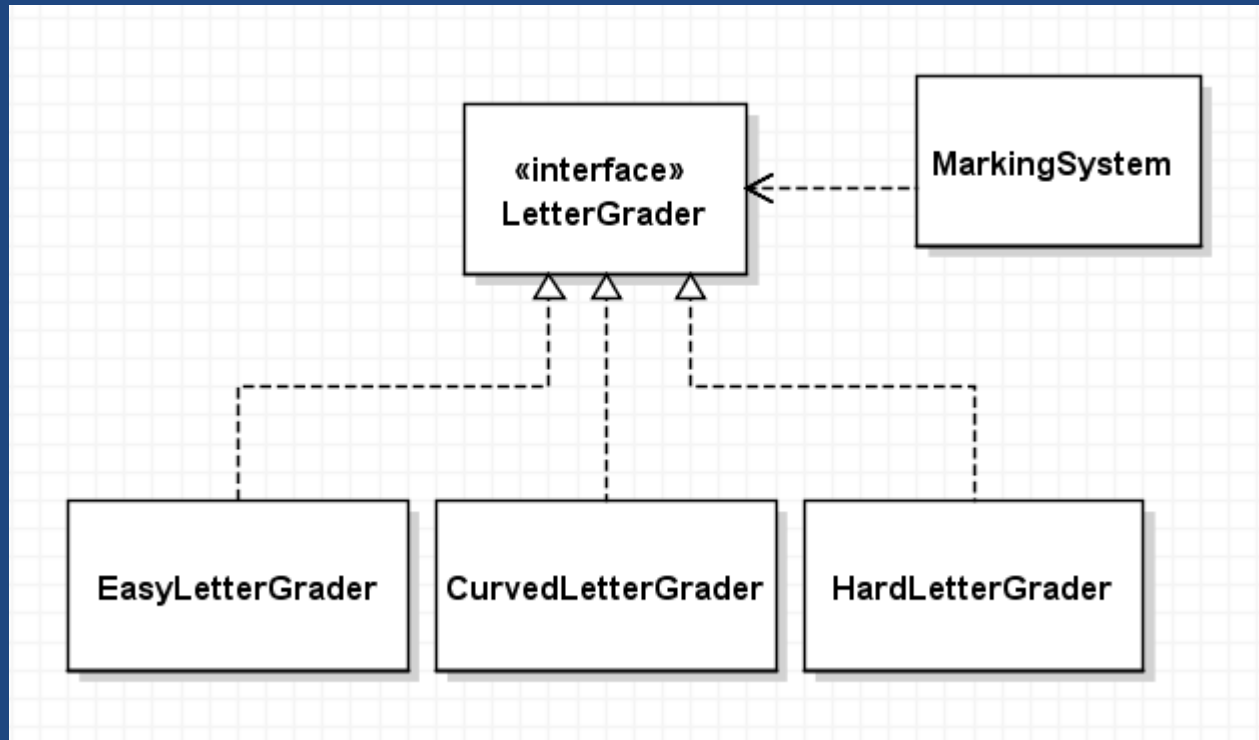 «interface»
LetterGrader
MarkingSystem
EasyLetterGrader
CurvedLetterGrader
HardLetterGrader